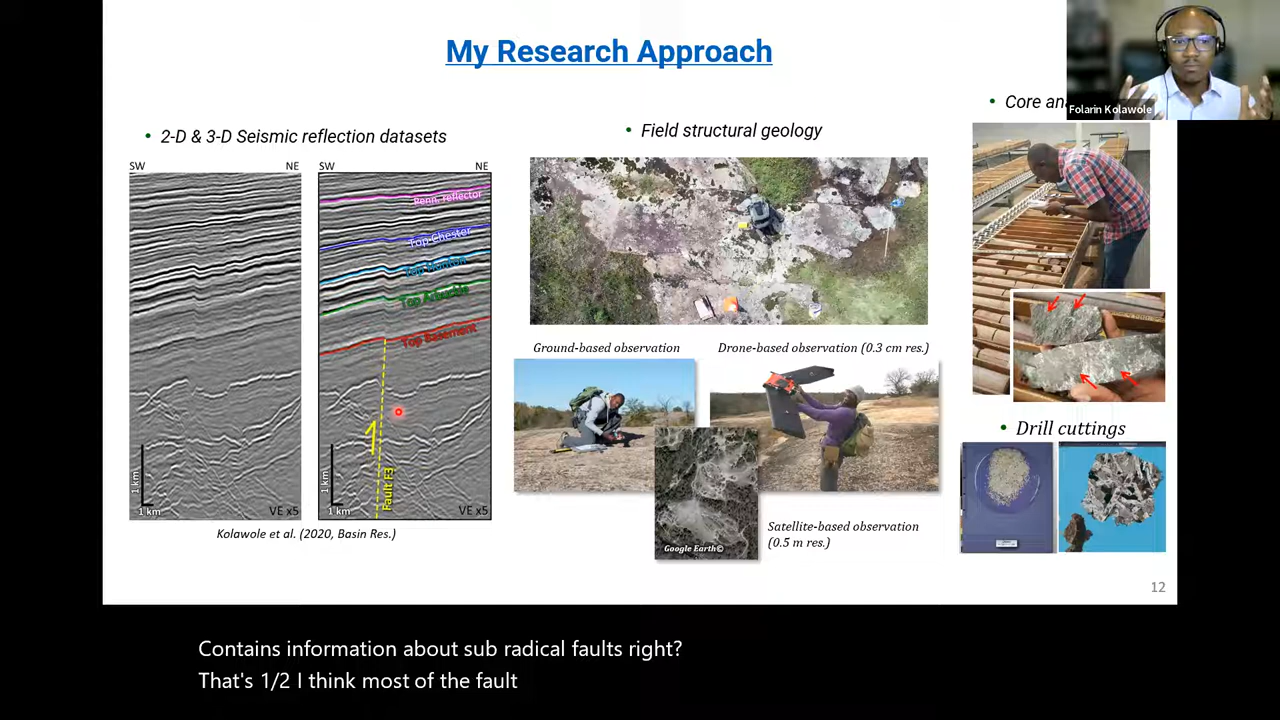 My Research Approach
Folarin Kolawole
• 2-D & 3-D Seismic reflection datasets
SW NE SW NE
Penn. reflector
Top Chester
Top Hunton
Top Arbuckle
Top Basement
Fault F3
1 km
1 km
VE x5
1 km
1 km
VE x5
Kolawole et al. (2020, Basin Res.)
• Field structural geology
Ground-based observation
Drone-based observation (0.3 cm res.)
Google Earth©
Satellite-based observation
(0.5 m res.)
• Core an
• Drill cuttings
12
Contains information about sub radical faults right?
That's 1/2 I think most of the fault